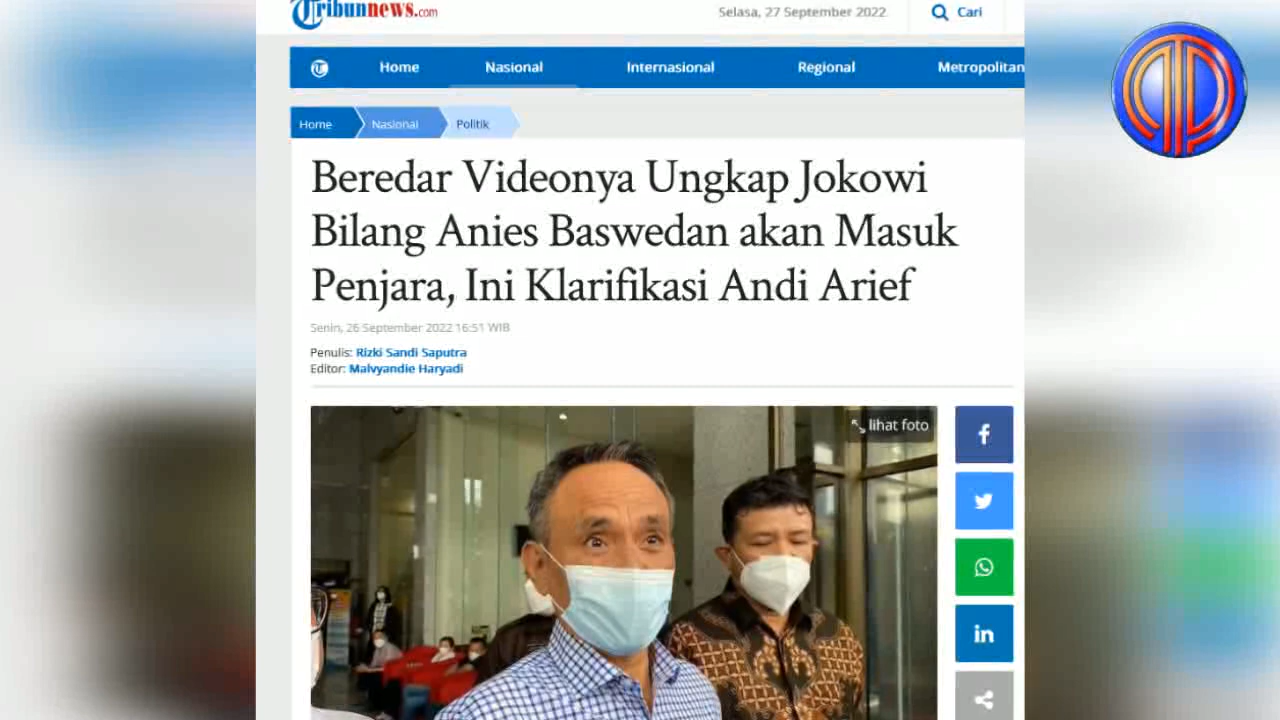 Tribunnews.com
Selasa, 27 September 2022
Cari
Home
Nasional
Internasional
Regional
Metropolitan
Home
Nasional
Politik
Beredar Videonya Ungkap Jokowi
Bilang Anies Baswedan akan Masuk
Penjara, Ini Klarifikasi Andi Arief
Senin, 26 September 2022 16:51 WIB
Penulis: Rizki Sandi Saputra
Editor: Malvyandie Haryadi
lihat foto